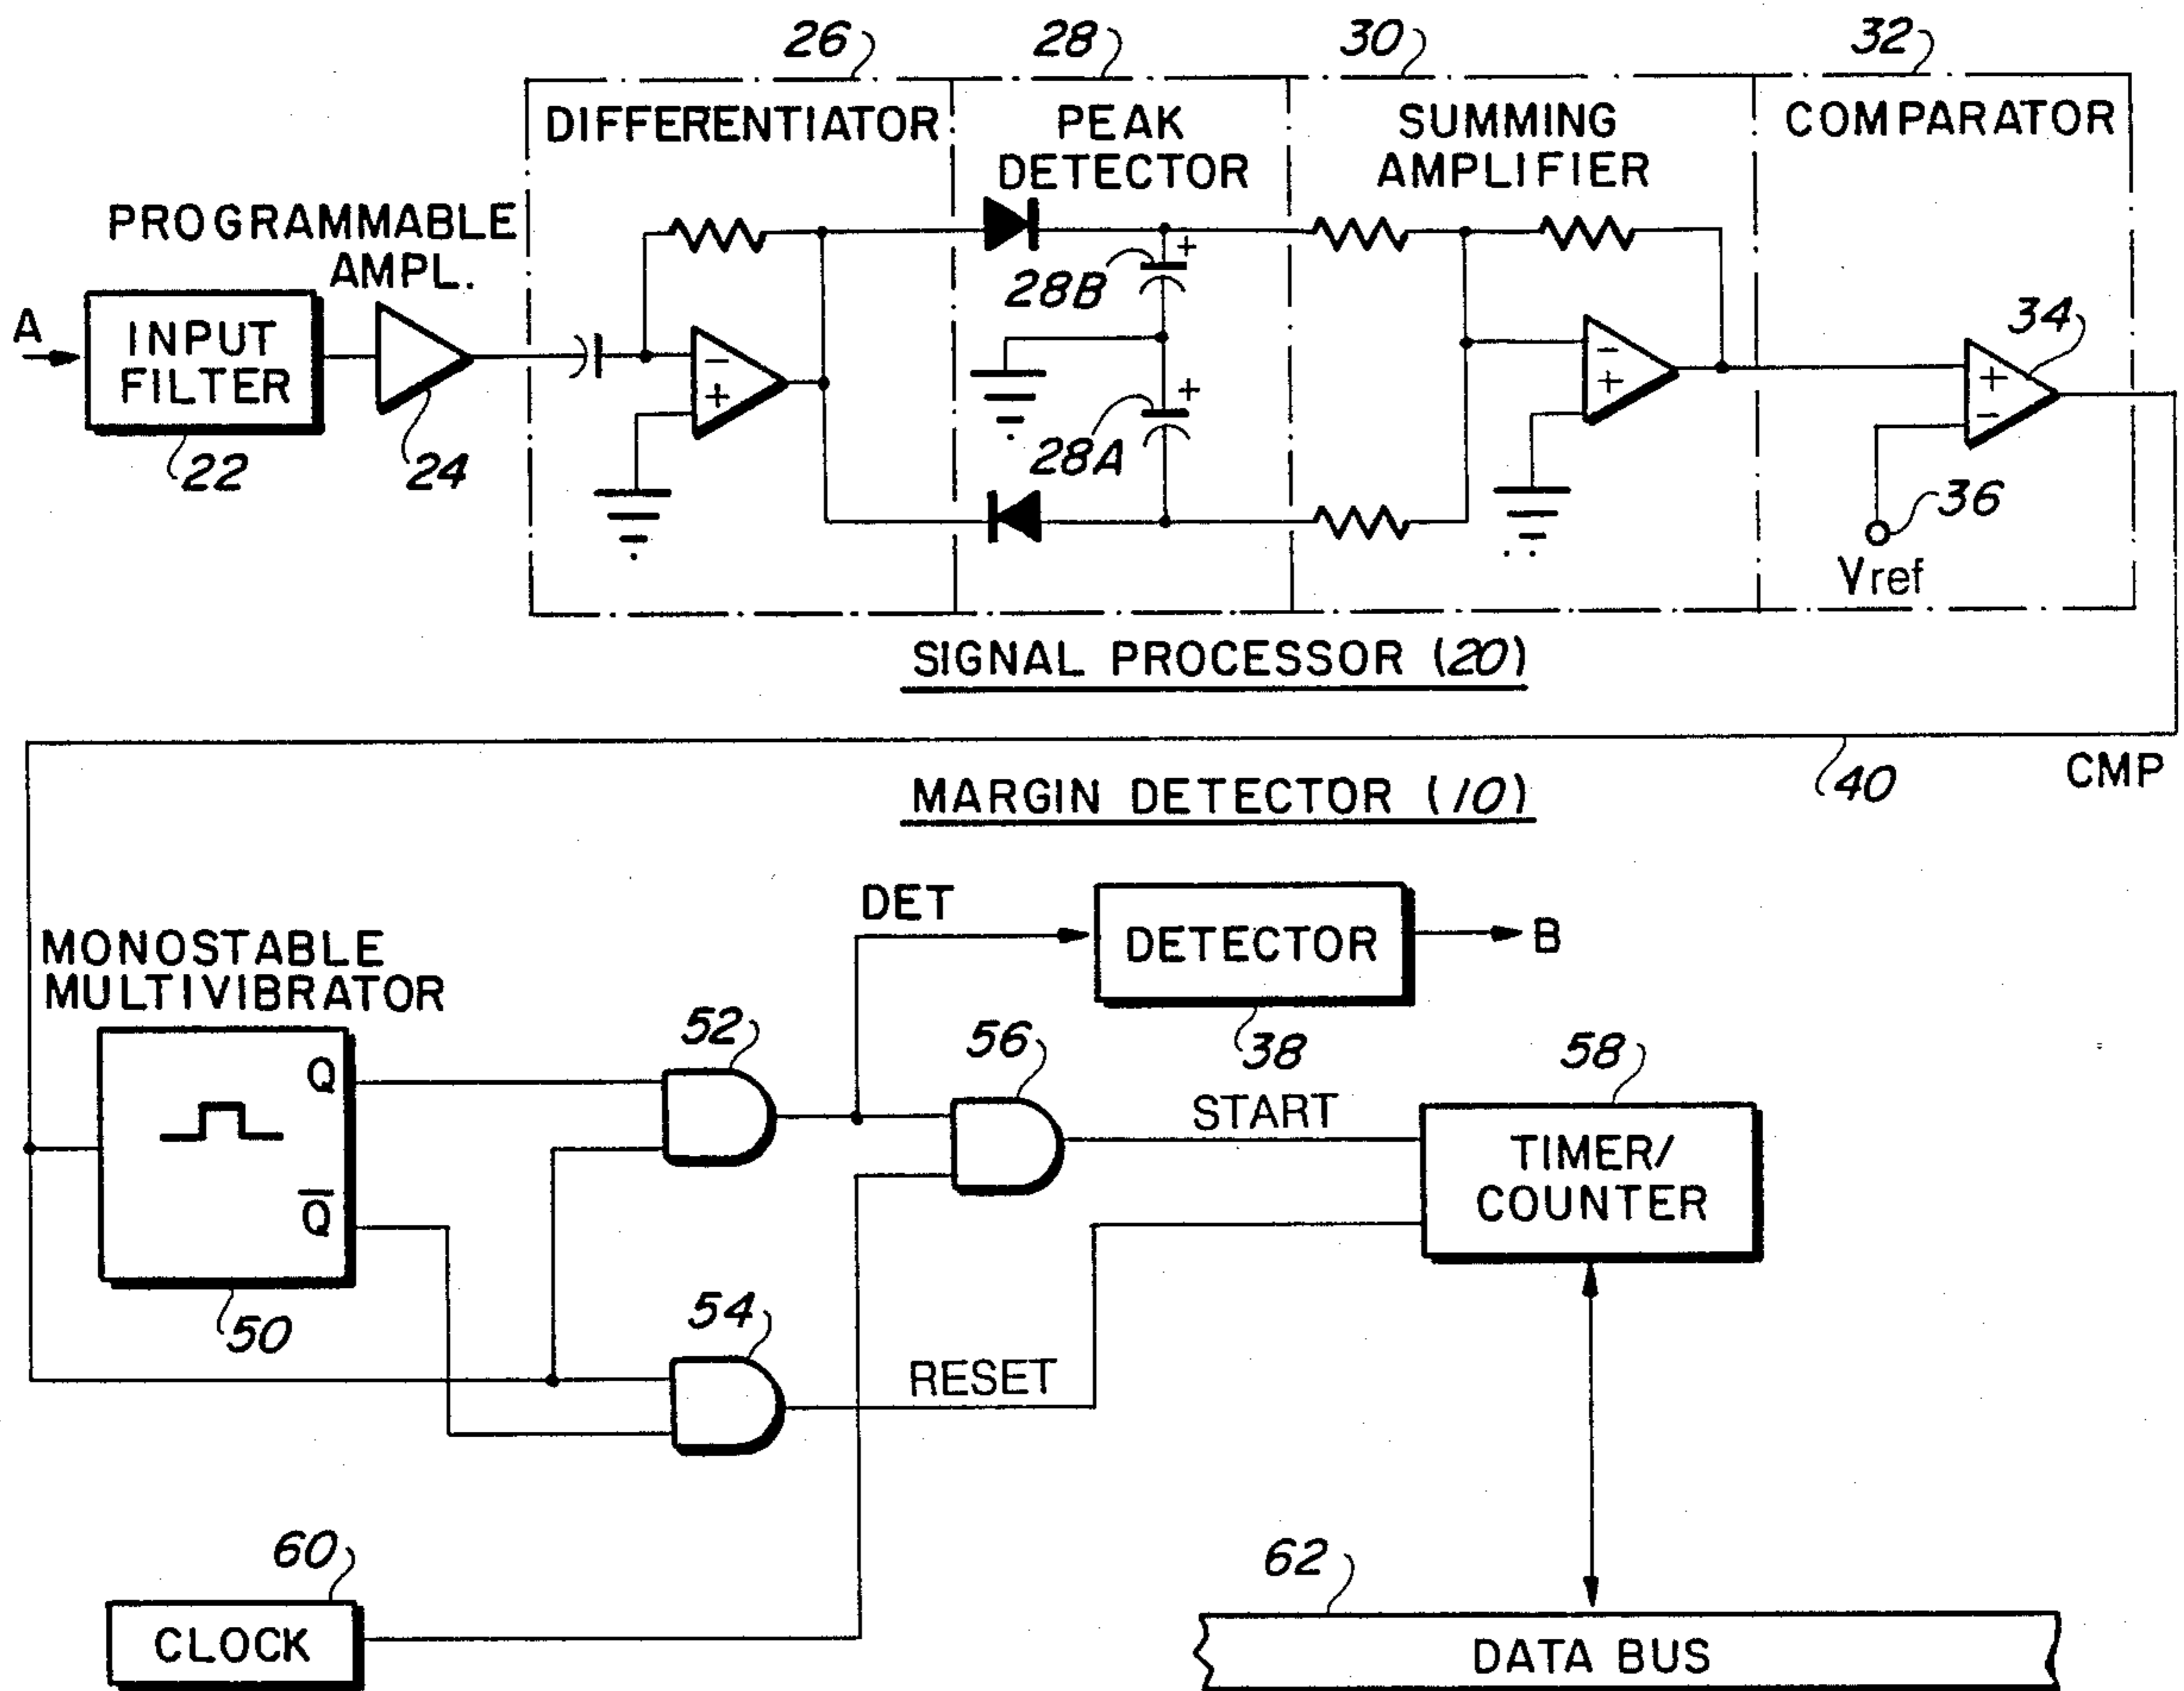 26
28
30
32
DIFFERENTIATOR
PEAK
DETECTOR
SUMMING
AMPLIFIER
COMPARATOR
PROGRAMMABLE
AMPL.
A
INPUT
FILTER
22
24
-
+
+
28B
+
28A
-
+
34
+
-
36
Vref
SIGNAL PROCESSOR (20)
40
CMP
MARGIN DETECTOR (10)
DET
DETECTOR
B
38
MONOSTABLE
MULTIVIBRATOR
Q
Q̅
50
52
54
56
START
58
TIMER/
COUNTER
RESET
60
CLOCK
62
DATA BUS